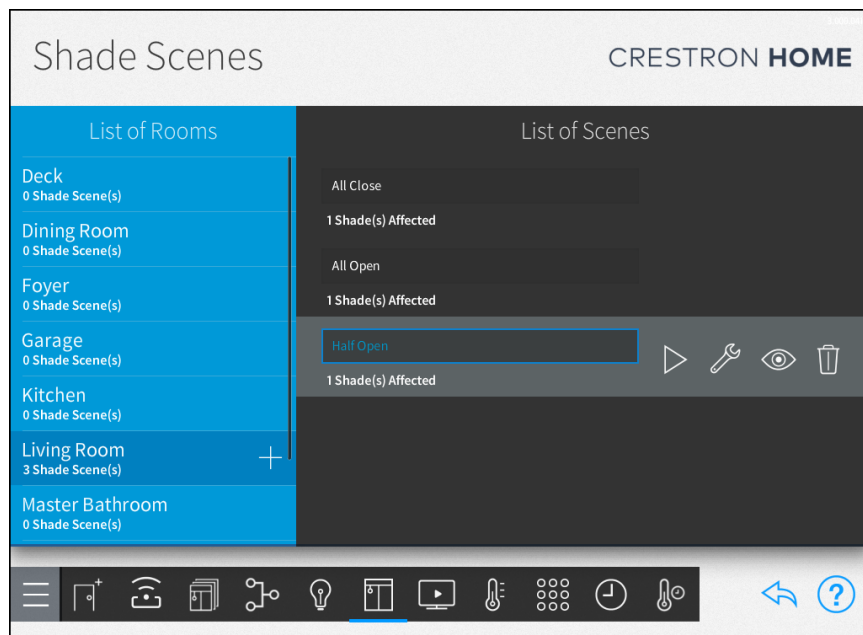 Shade Scenes
CRESTRON HOME
List of Rooms
Deck
0 Shade Scene(s)
Dining Room
0 Shade Scene(s)
Foyer
0 Shade Scene(s)
Garage
0 Shade Scene(s)
Kitchen
0 Shade Scene(s)
Living Room
3 Shade Scene(s)
Master Bathroom
0 Shade Scene(s)
List of Scenes
All Close
1 Shade(s) Affected
All Open
1 Shade(s) Affected
Half Open
1 Shade(s) Affected
?